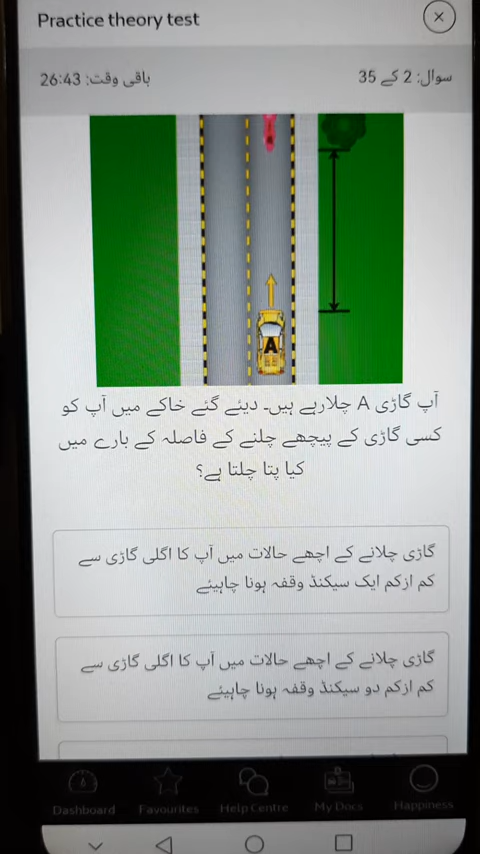 Practice theory test
سوال: 2 کے 35
باقی وقت: 26:43
A
آپ گاڑی A چلارہے ہیں۔ دیئے گئے خاکے میں آپ کو
کسی گاڑی کے پیچھے چلنے کے فاصلہ کے بارے میں
کیا پتا چلتا ہے؟
گاڑی چلانے کے اچھے حالات میں آپ کا اگلی گاڑی سے
کم ازکم ایک سیکنڈ وقفہ ہونا چاہیئے
گاڑی چلانے کے اچھے حالات میں آپ کا اگلی گاڑی سے
کم ازکم دو سیکنڈ وقفہ ہونا چاہیئے
Dashboard
Favourites
Help Centre
My Docs
Happiness